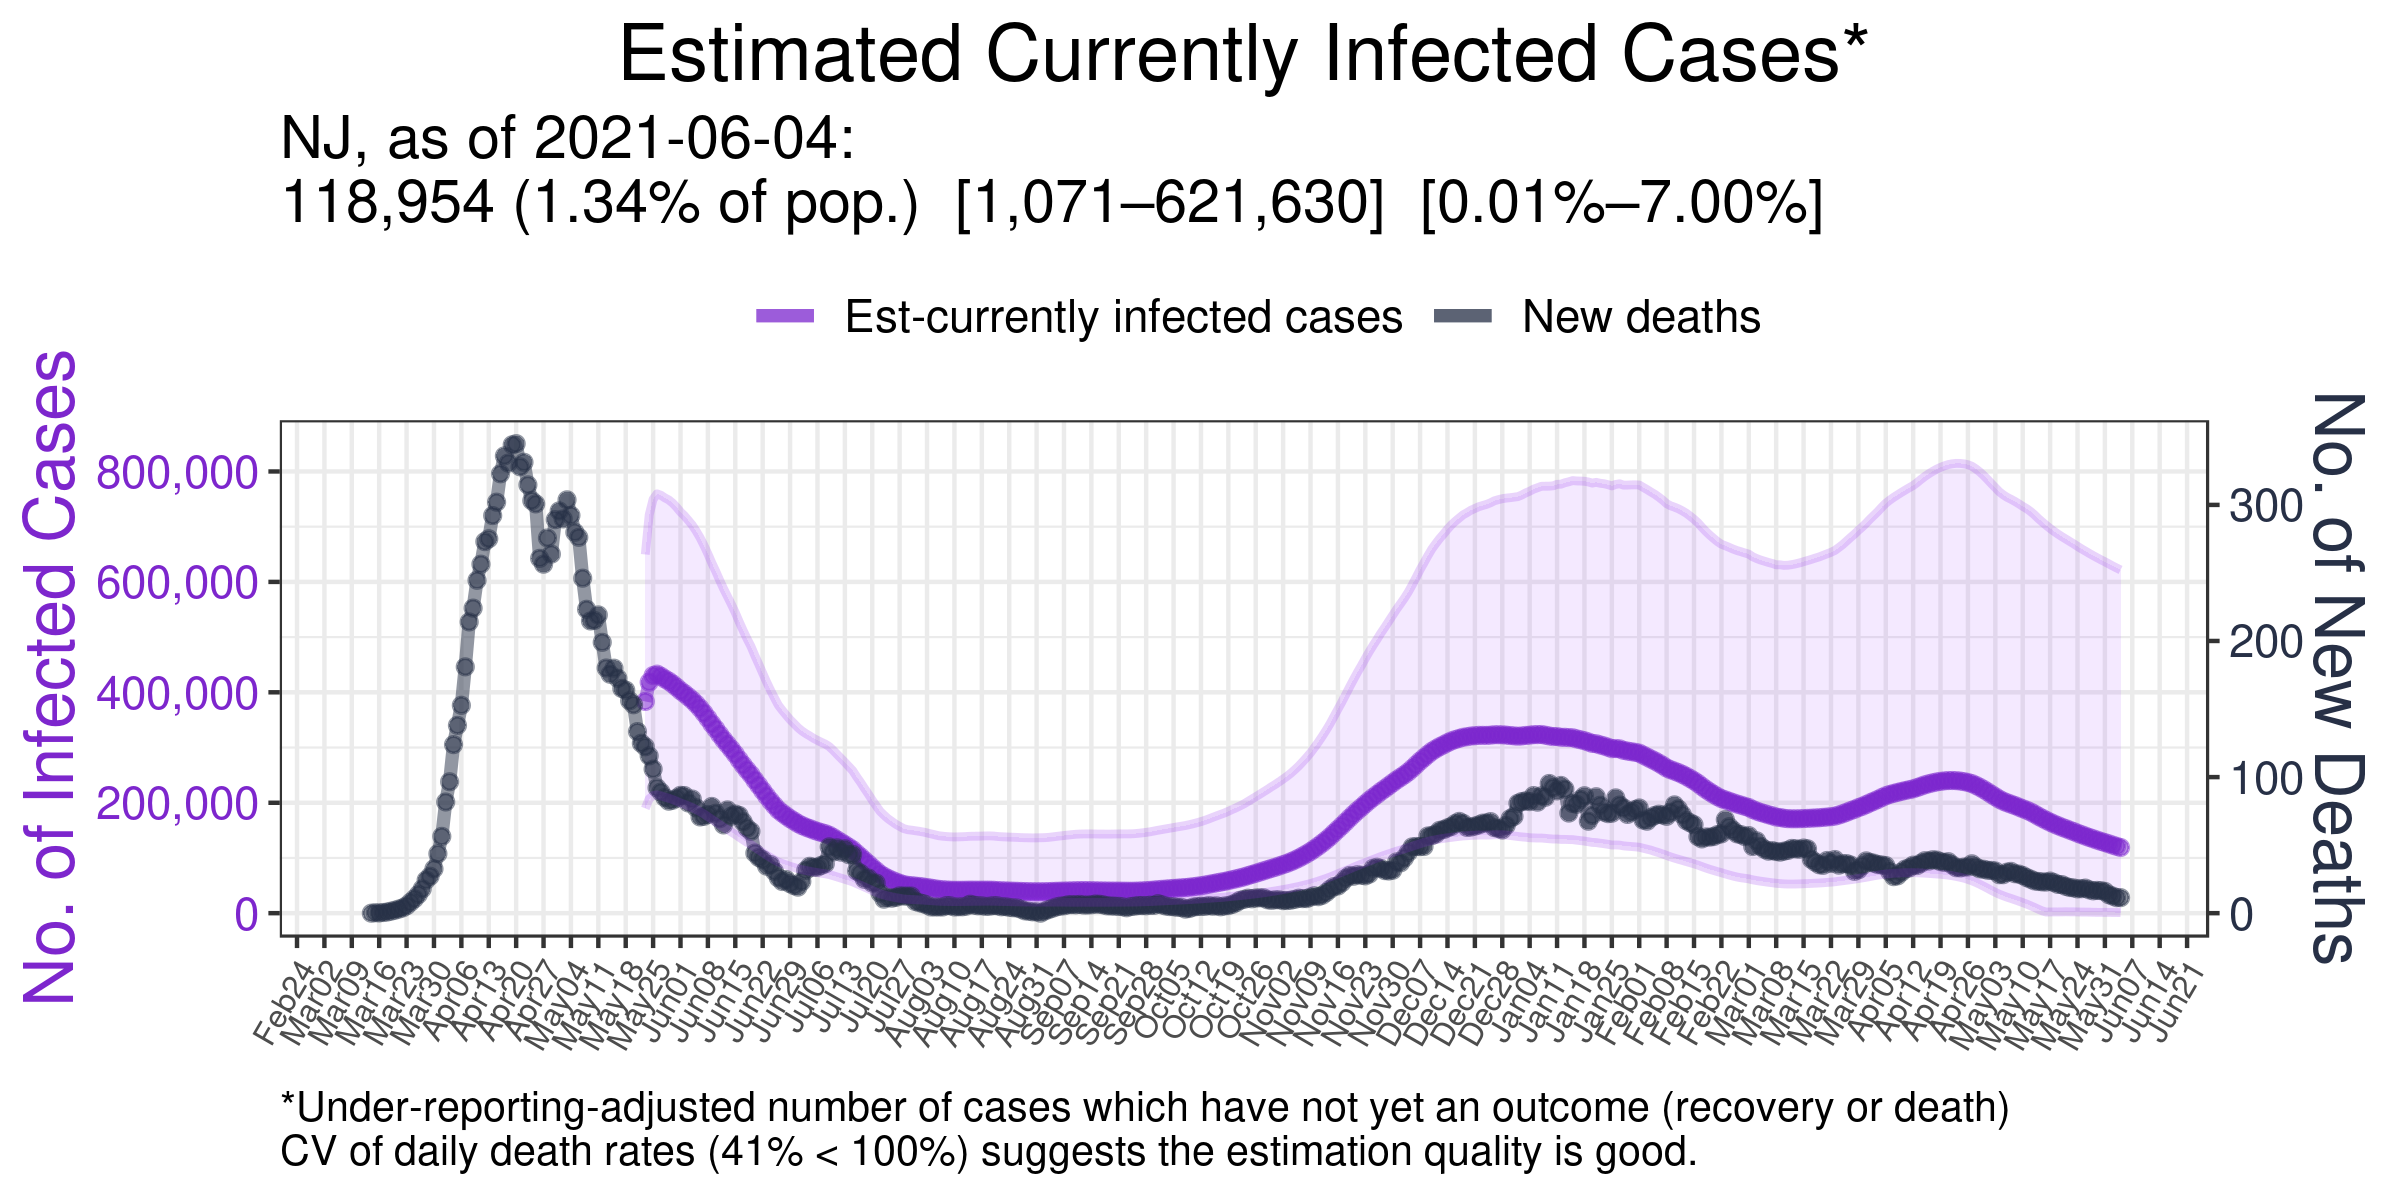 Estimated Currently Infected Cases*
NJ, as of 2021-06-04:
118,954 (1.34% of pop.)  [1,071–621,630]  [0.01%–7.00%]
Est-currently infected cases
New deaths
No. of Infected Cases
800,000
600,000
400,000
200,000
0
300
200
100
0
No. of New Deaths
Feb24
Mar02
Mar09
Mar16
Mar23
Mar30
Apr06
Apr13
Apr20
Apr27
May04
May11
May18
May25
Jun01
Jun08
Jun15
Jun22
Jun29
Jul06
Jul13
Jul20
Jul27
Aug03
Aug10
Aug17
Aug24
Aug31
Sep07
Sep14
Sep21
Sep28
Oct05
Oct12
Oct19
Oct26
Nov02
Nov09
Nov16
Nov23
Nov30
Dec07
Dec14
Dec21
Dec28
Jan04
Jan11
Jan18
Jan25
Feb01
Feb08
Feb15
Feb22
Mar01
Mar08
Mar15
Mar22
Mar29
Apr05
Apr12
Apr19
Apr26
May03
May10
May17
May24
May31
Jun07
Jun14
Jun21
*Under-reporting-adjusted number of cases which have not yet an outcome (recovery or death)
CV of daily death rates (41% < 100%) suggests the estimation quality is good.